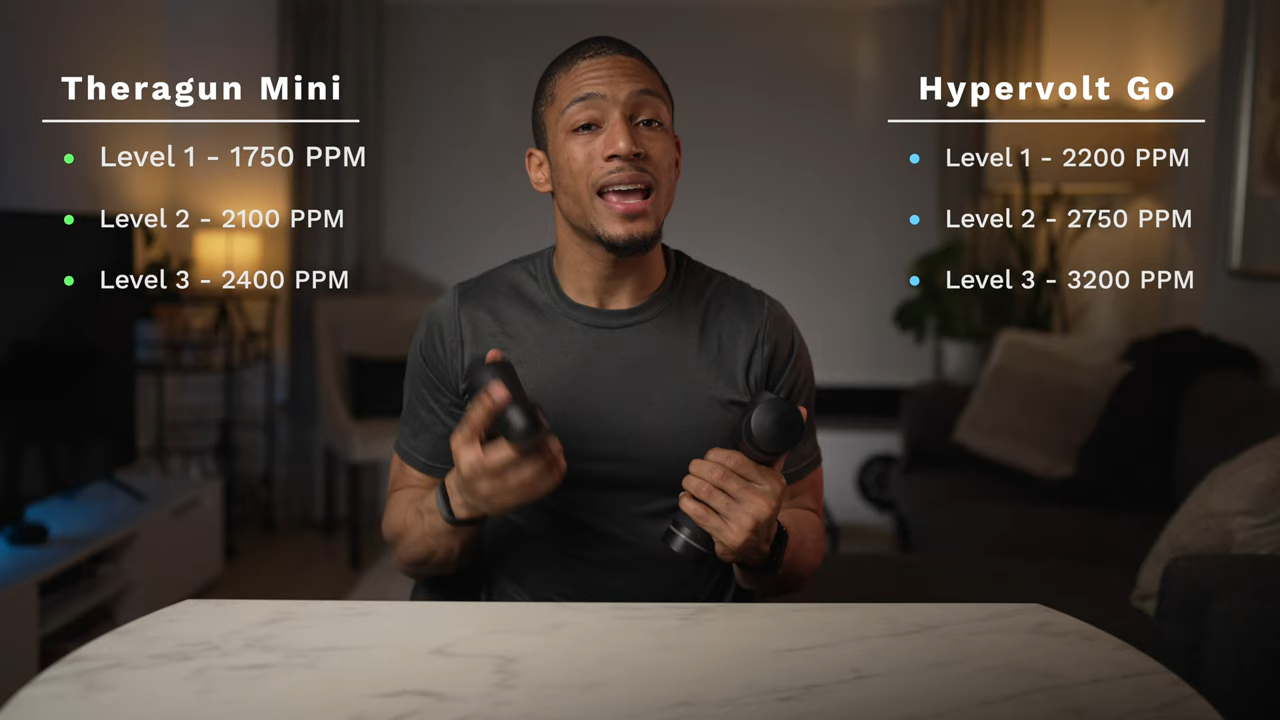 Theragun Mini
Level 1 - 1750 PPM
Level 2 - 2100 PPM
Level 3 - 2400 PPM
Hypervolt Go
Level 1 - 2200 PPM
Level 2 - 2750 PPM
Level 3 - 3200 PPM